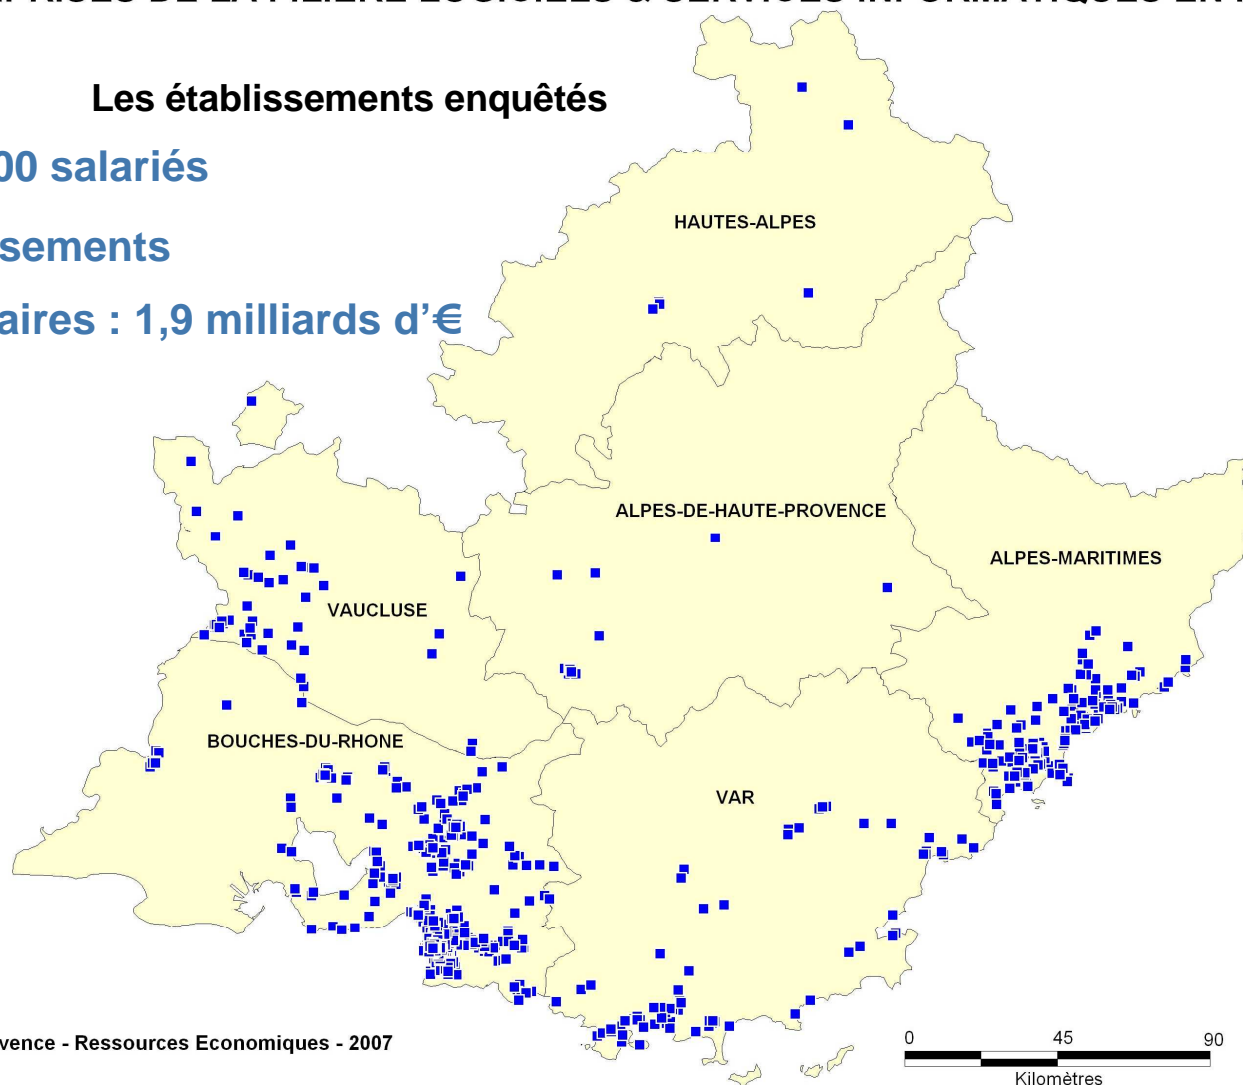 Les établissements enquêtés
00 salariés
sements
aires : 1,9 milliards d'€
HAUTES-ALPES
ALPES-DE-HAUTE-PROVENCE
ALPES-MARITIMES
VAUCLUSE
BOUCHES-DU-RHONE
VAR
vence - Ressources Economiques - 2007
0 45 90
Kilomètres